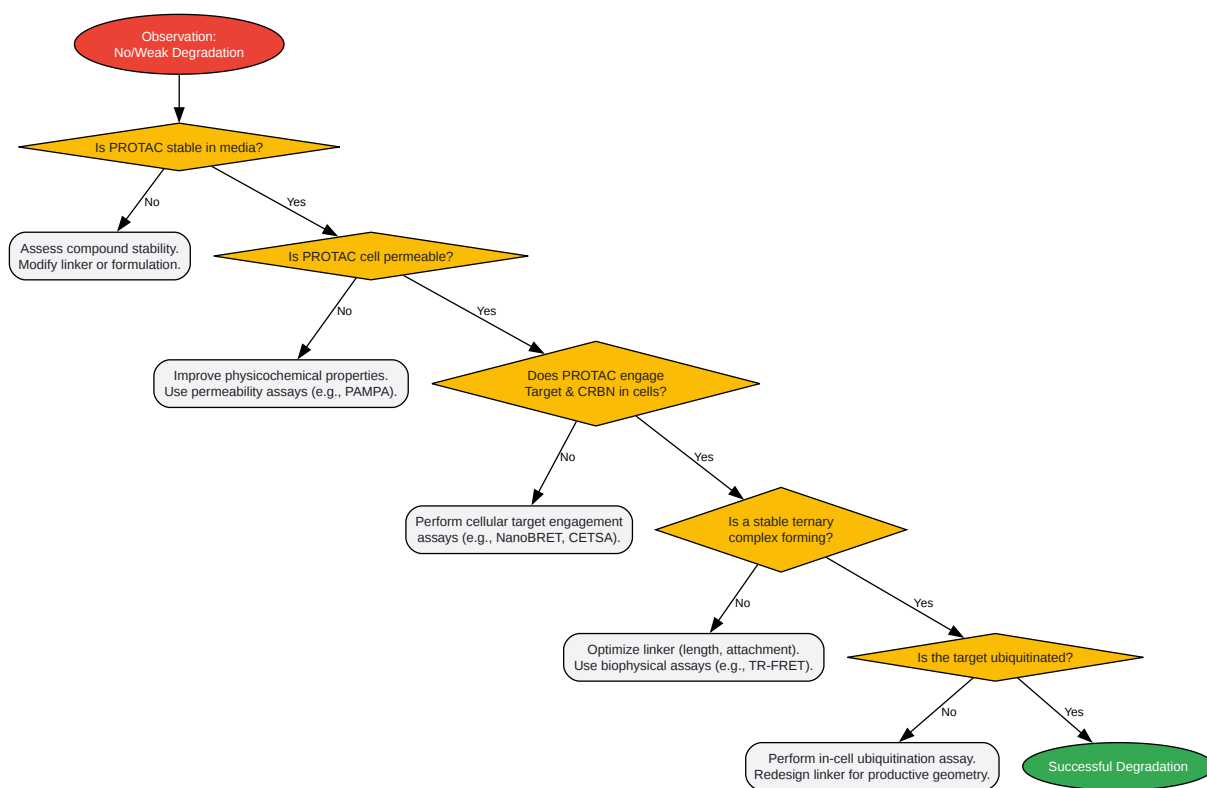 Observation:
No/Weak Degradation
Is PROTAC stable in media?
No
Yes
Assess compound stability.
Modify linker or formulation.
Is PROTAC cell permeable?
No
Yes
Improve physicochemical properties.
Use permeability assays (e.g., PAMPA).
Does PROTAC engage
Target & CRBN in cells?
No
Yes
Perform cellular target engagement
assays (e.g., NanoBRET, CETSA).
Is a stable ternary
complex forming?
No
Yes
Optimize linker (length, attachment).
Use biophysical assays (e.g., TR-FRET).
Is the target ubiquitinated?
No
Yes
Perform in-cell ubiquitination assay.
Redesign linker for productive geometry.
Successful Degradation